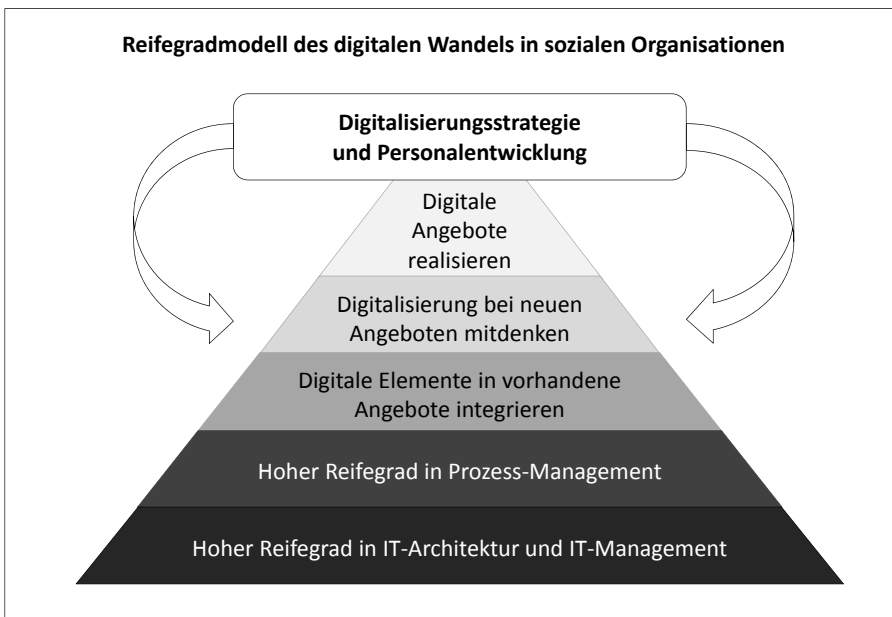 Reifegradmodell des digitalen Wandels in sozialen Organisationen
Digitalisierungsstrategie
und Personalentwicklung
Digitale
Angebote
realisieren
Digitalisierung bei neuen
Angeboten mitdenken
Digitale Elemente in vorhandene
Angebote integrieren
Hoher Reifegrad in Prozess-Management
Hoher Reifegrad in IT-Architektur und IT-Management